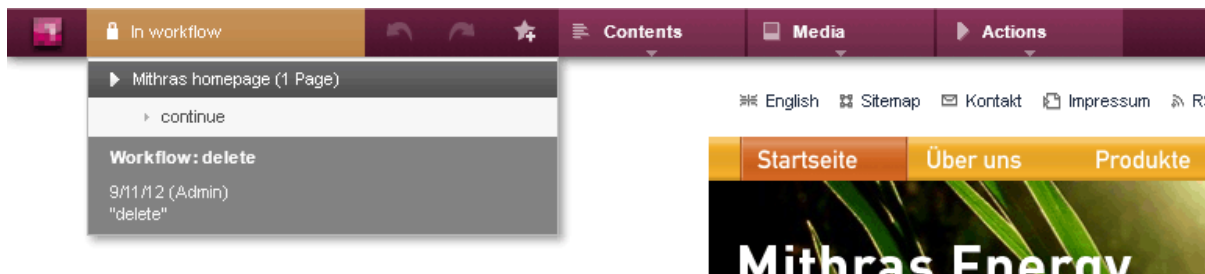 In workflow
Contents
Media
Actions
Mithras homepage (1 Page)
continue
Workflow: delete
9/11/12 (Admin)
"delete"
English Sitemap Kontakt Impressum
Startseite Über uns Produkte
Mithras Energy